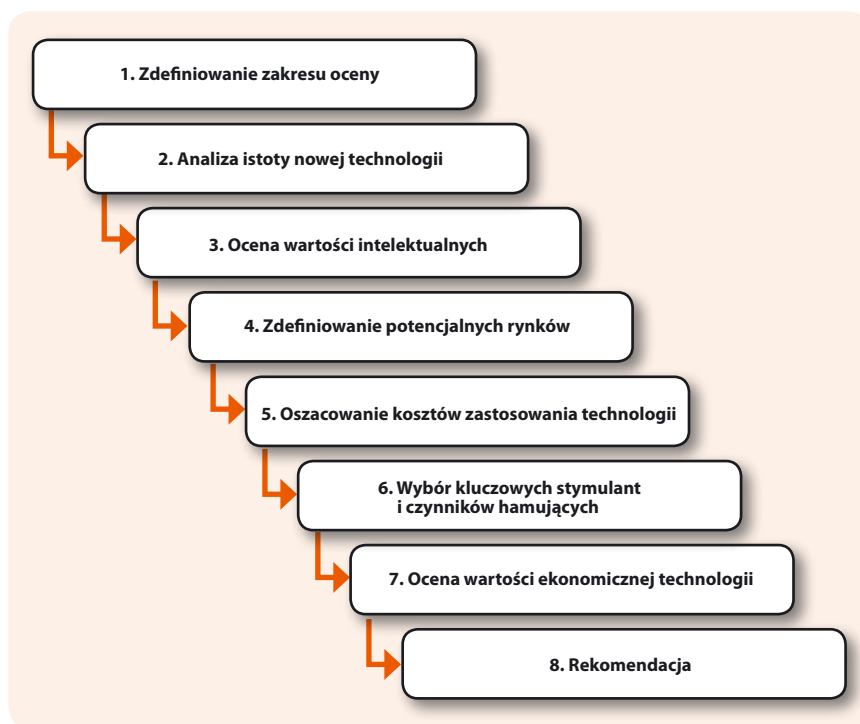 1. Zdefiniowanie zakresu oceny
2. Analiza istoty nowej technologii
3. Ocena wartości intelektualnych
4. Zdefiniowanie potencjalnych rynków
5. Oszacowanie kosztów zastosowania technologii
6. Wybór kluczowych stymulant
i czynników hamujących
7. Ocena wartości ekonomicznej technologii
8. Rekomendacja